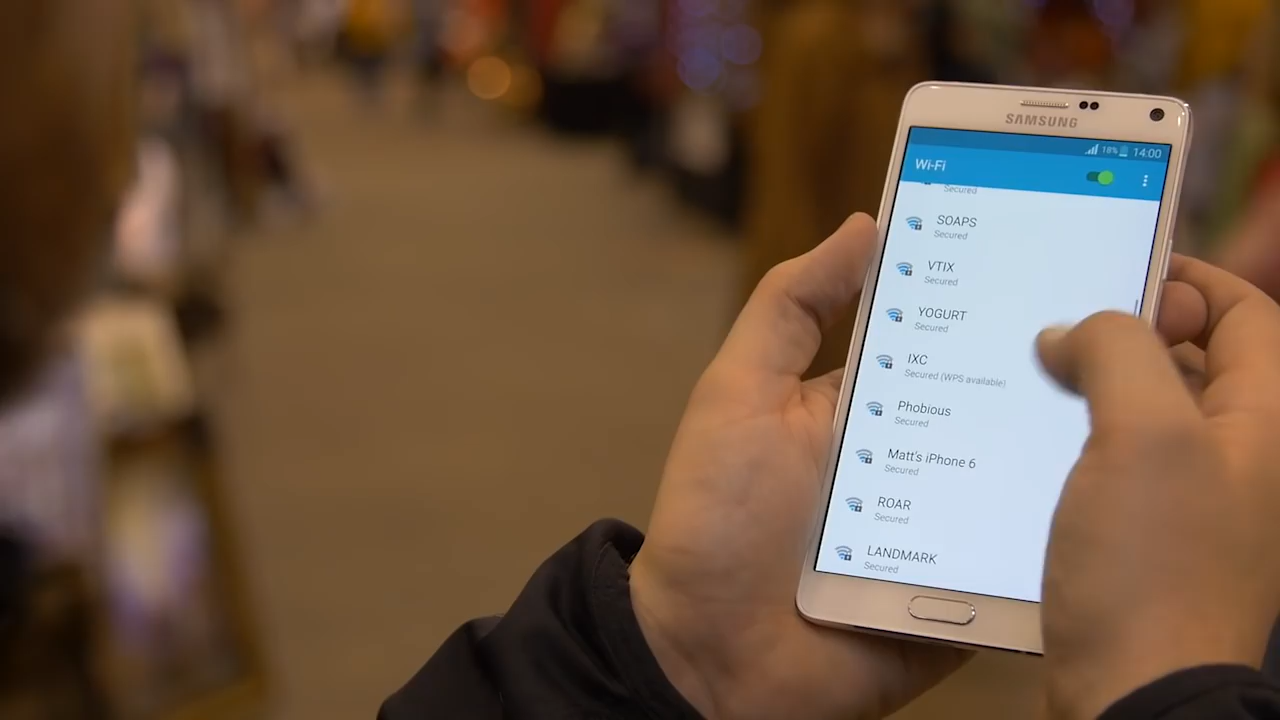 SAMSUNG
18% 14:00
Wi-Fi
Secured
SOAPS
Secured
VTIX
Secured
YOGURT
Secured
IXC
Secured (WPS available)
Phobious
Secured
Matt's iPhone 6
Secured
ROAR
Secured
LANDMARK
Secured